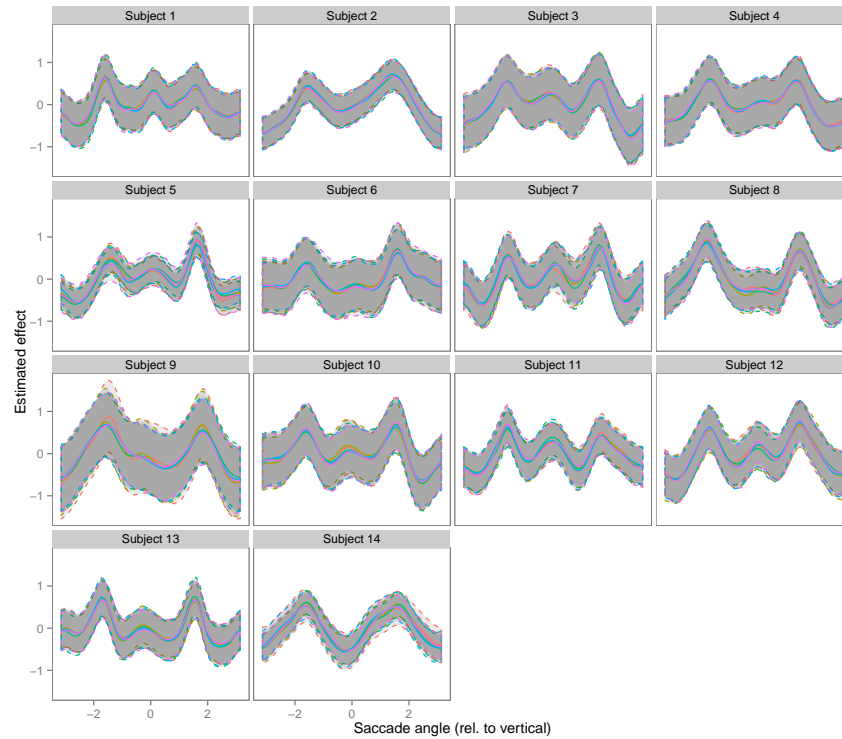 Subject 1 Subject 2 Subject 3 Subject 4
1
0
−1
Subject 5 Subject 6 Subject 7 Subject 8
1
0
−1
Subject 9 Subject 10 Subject 11 Subject 12
1
0
−1
Subject 13 Subject 14
1
0
−1
−2 0 2 −2 0 2
Saccade angle (rel. to vertical)
Estimated effect